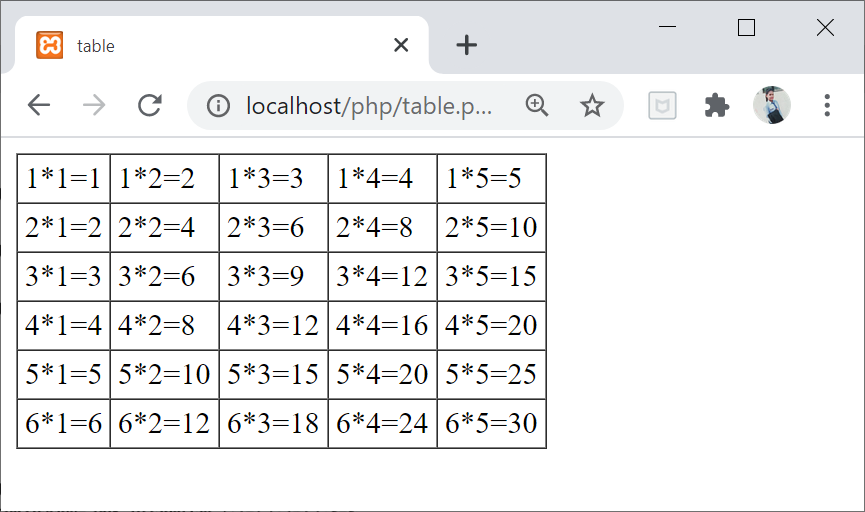 table
localhost/php/table.p...
1*1=1 1*2=2 1*3=3 1*4=4 1*5=5
2*1=2 2*2=4 2*3=6 2*4=8 2*5=10
3*1=3 3*2=6 3*3=9 3*4=12 3*5=15
4*1=4 4*2=8 4*3=12 4*4=16 4*5=20
5*1=5 5*2=10 5*3=15 5*4=20 5*5=25
6*1=6 6*2=12 6*3=18 6*4=24 6*5=30